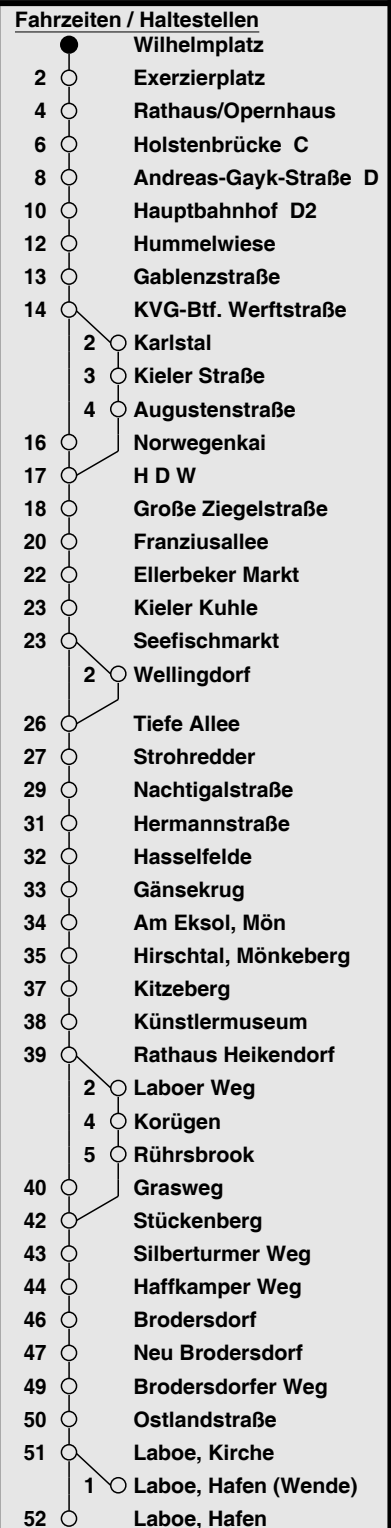 Fahrzeiten / Haltestellen
Wilhelmplatz
2 Exerzierplatz
4 Rathaus/Opernhaus
6 Holstenbrücke C
8 Andreas-Gayk-Straße D
10 Hauptbahnhof D2
12 Hummelwiese
13 Gablenzstraße
14 KVG-Btf. Werftstraße
2 Karlstal
3 Kieler Straße
4 Augustenstraße
16 Norwegenkai
17 H D W
18 Große Ziegelstraße
20 Franziusallee
22 Ellerbeker Markt
23 Kieler Kuhle
23 Seefischmarkt
2 Wellingdorf
26 Tiefe Allee
27 Strohredder
29 Nachtigalstraße
31 Hermannstraße
32 Hasselfelde
33 Gänsekrug
34 Am Eksol, Mön
35 Hirschtal, Mönkeberg
37 Kitzeberg
38 Künstlermuseum
39 Rathaus Heikendorf
2 Laboer Weg
4 Korügen
5 Rührsbrook
40 Grasweg
42 Stückenberg
43 Silberturmer Weg
44 Haffkamper Weg
46 Brodersdorf
47 Neu Brodersdorf
49 Brodersdorfer Weg
50 Ostlandstraße
51 Laboe, Kirche
1 Laboe, Hafen (Wende)
52 Laboe, Hafen